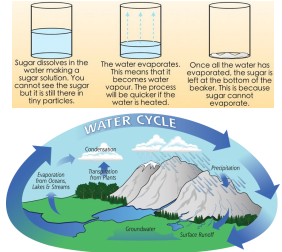 Sugar dissolves in the
water making a
sugar solution. You
cannot see the sugar
but it is still there in
tiny particles.
The water evaporates.
This means that it
becomes water
vapour. The process
will be quicker if the
water is heated.
Once all the water has
evaporated, the sugar is
left at the bottom of the
beaker. This is because
sugar cannot
evaporate.
WATER CYCLE
Condensation
Precipitation
Transpiration
from Plants
Evaporation
from Oceans,
Lakes & Streams
Groundwater
Surface Runoff